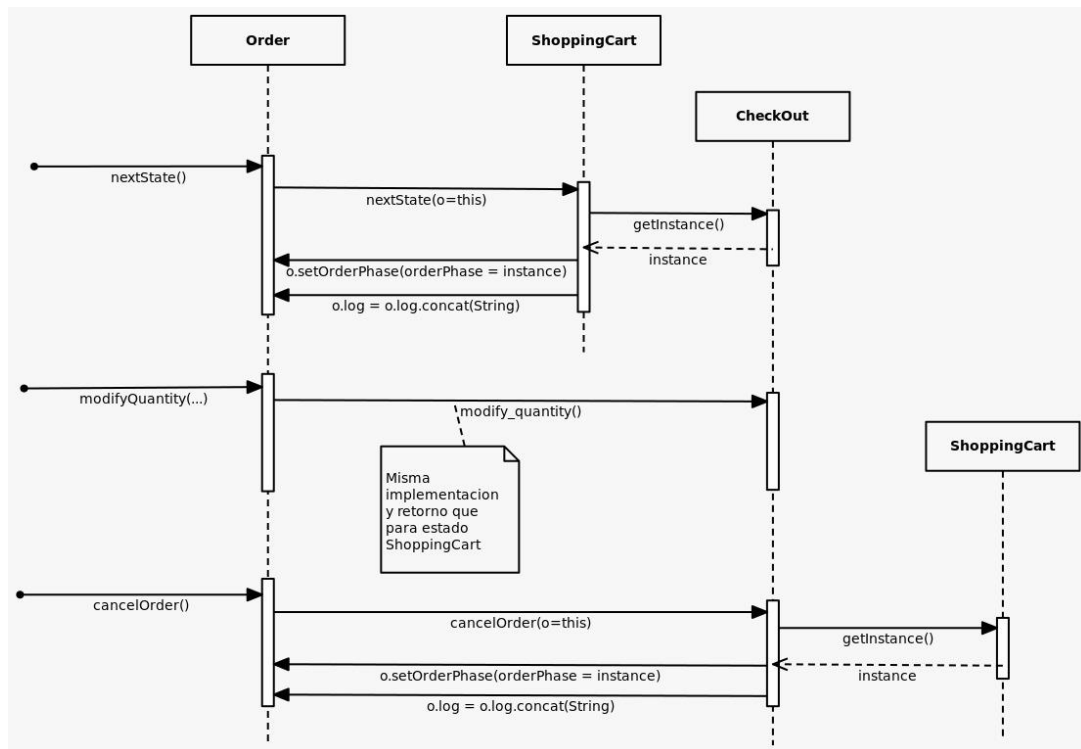 Order
ShoppingCart
CheckOut
nextState()
nextState(o=this)
getInstance()
instance
o.setOrderPhase(orderPhase = instance)
o.log = o.log.concat(String)
modifyQuantity(...)
modify_quantity()
ShoppingCart
Misma
implementacion
y retorno que
para estado
ShoppingCart
cancelOrder()
cancelOrder(o=this)
getInstance()
instance
o.setOrderPhase(orderPhase = instance)
o.log = o.log.concat(String)